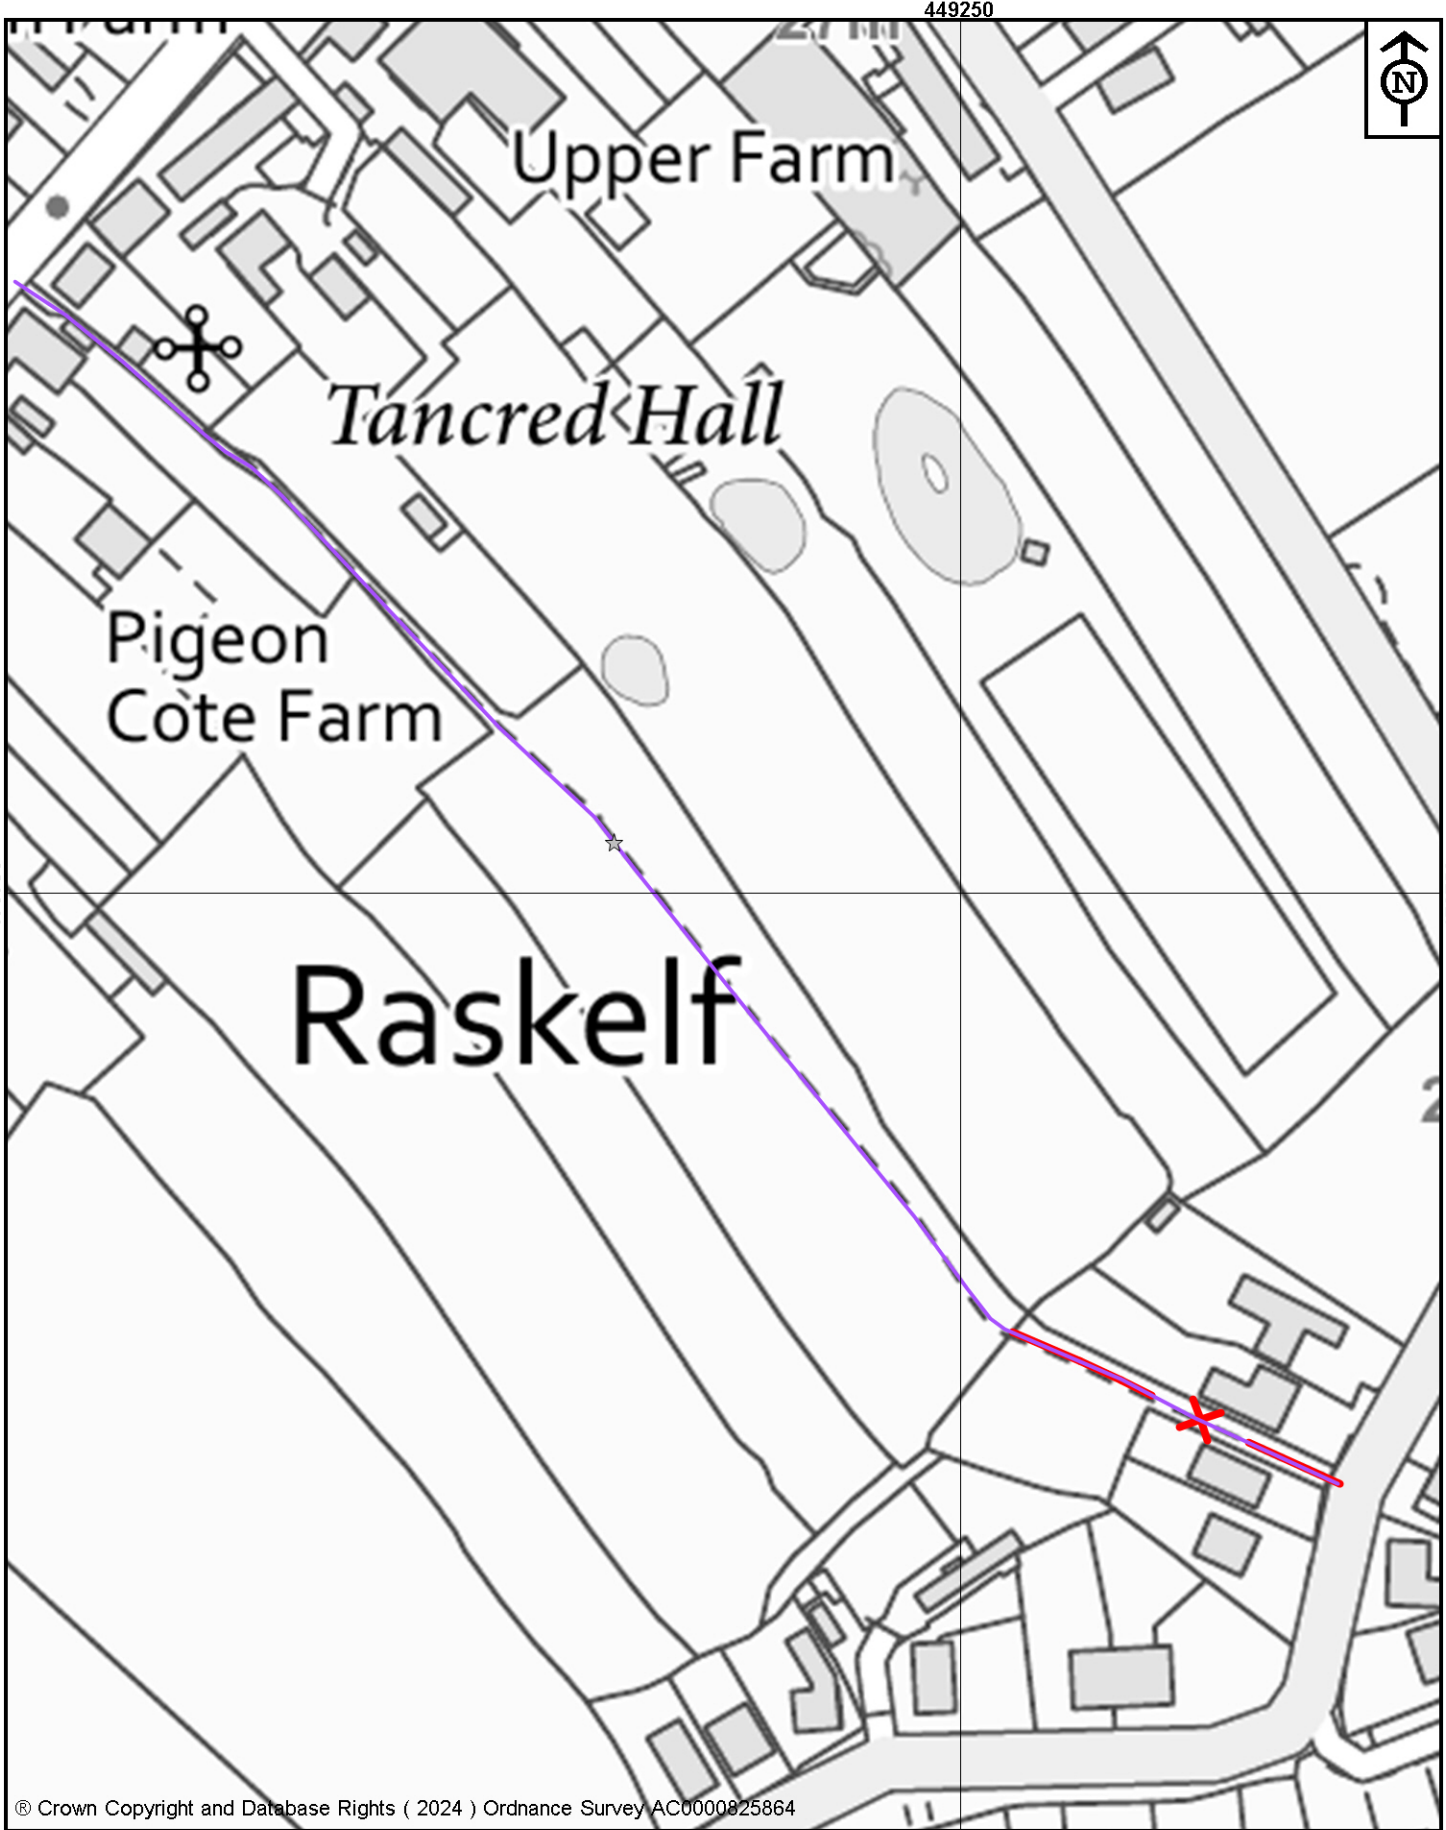 449250
N
Upper Farm
Tancred Hall
Pigeon
Cote Farm
Raskelf
® Crown Copyright and Database Rights ( 2024 ) Ordnance Survey AC0000825864